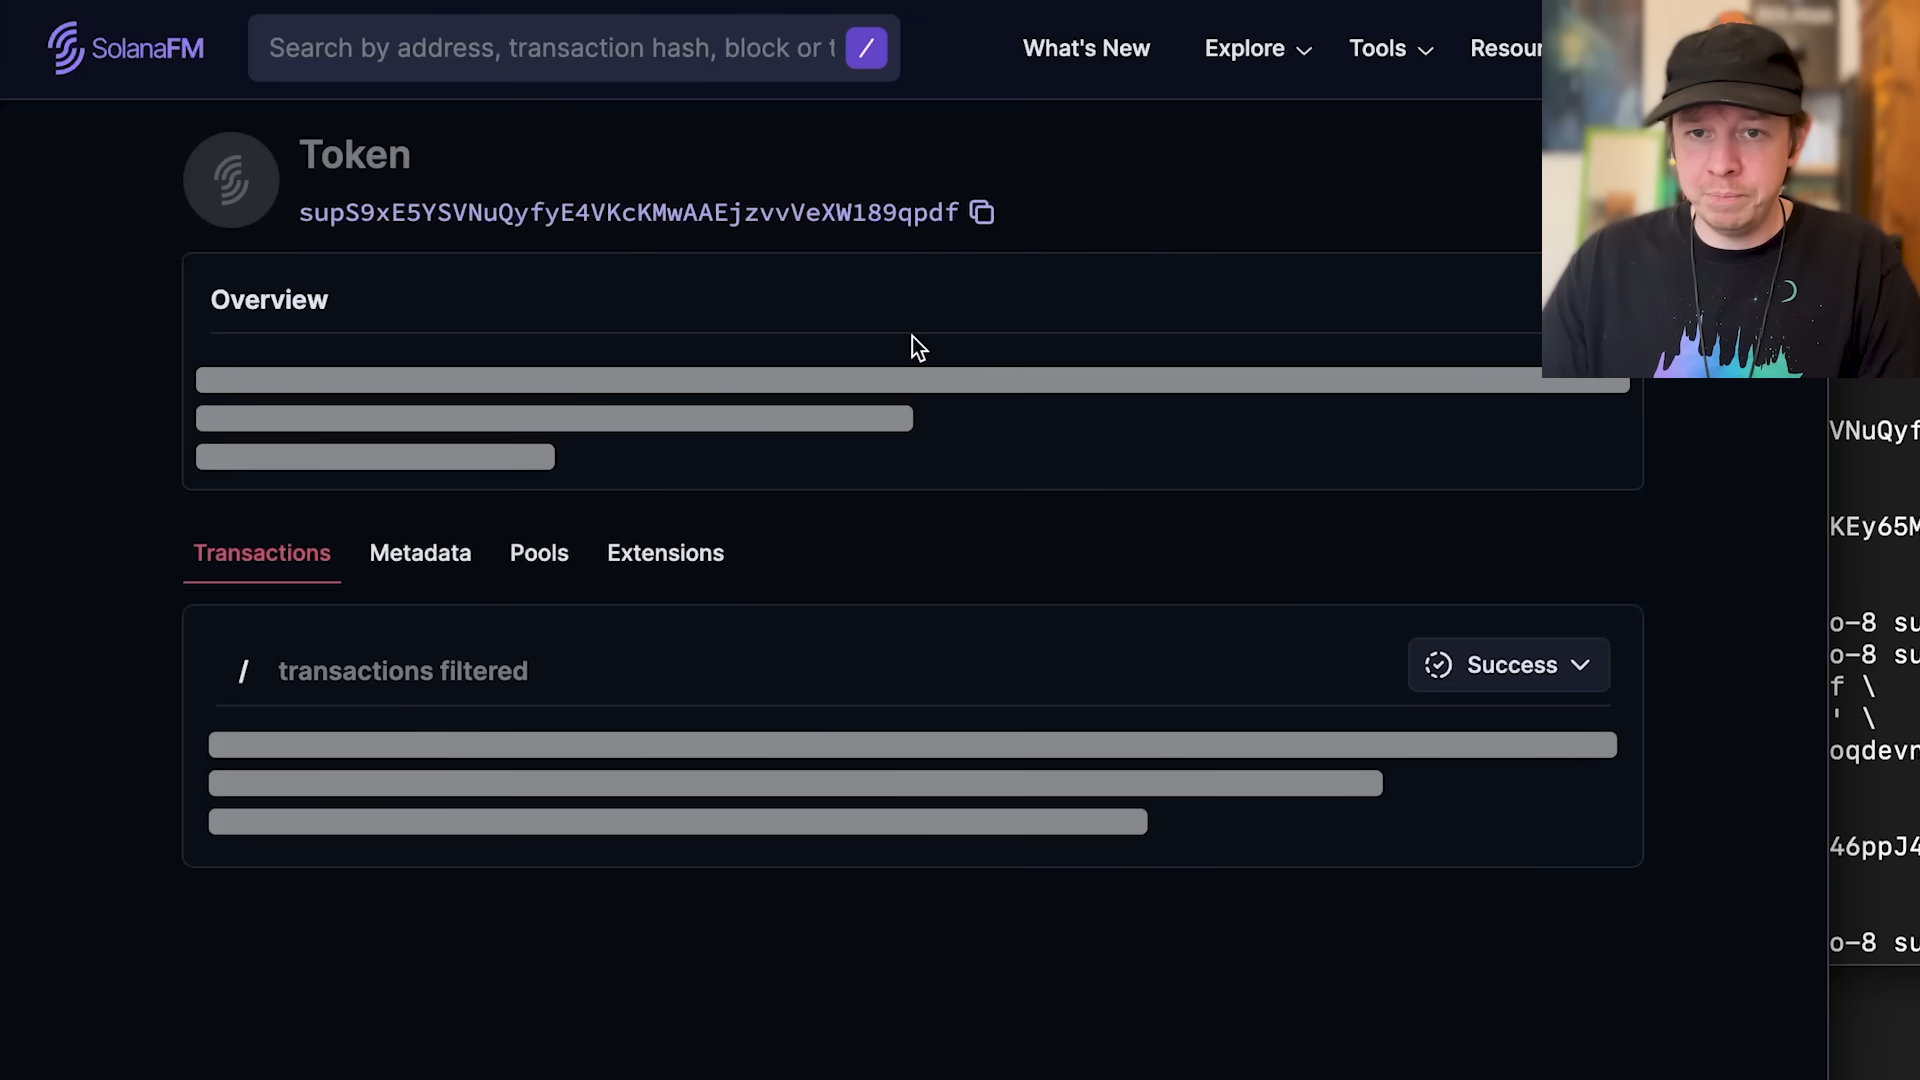 SolanaFM
Search by address, transaction hash, block or t
/
What's New
Explore
Tools
Resour
Token
supS9xE5YSVNuQyfyE4VKcKMwAAEjzvvVeXW189qpdf
Overview
Transactions
Metadata
Pools
Extensions
/ transactions filtered
Success
VNuQyf
KEy65M
o-8 su
o-8 su
f \
' \
oqdevn
46ppJ4
o-8 su